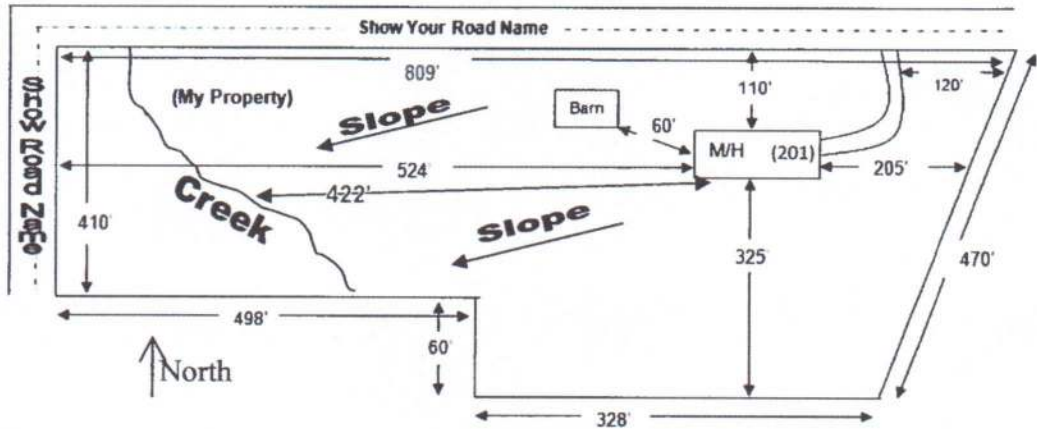 Show Your Road Name
Show Road Name
809'
110'
120'
(My Property)
Slope
Barn
60'
M/H (201)
524'
205'
422'
Creek
410'
Slope
325'
470'
498'
60'
North
328'